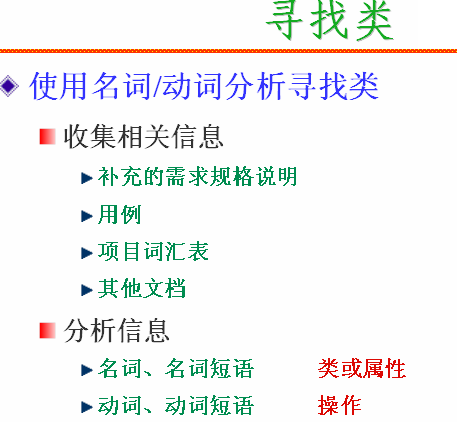 寻找类
使用名词/动词分析寻找类
收集相关信息
补充的需求规格说明
用例
项目词汇表
其他文档
分析信息
名词、名词短语 类或属性
动词、动词短语 操作